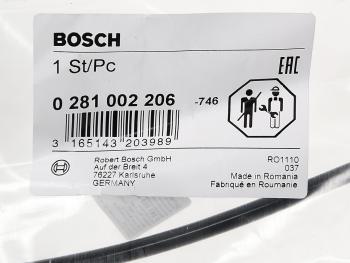 BOSCH
1 St/Pc
EAC
0 281 002 206 -746
3 165143 203989
Robert Bosch GmbH
Auf der Breit 4
76227 Karlsruhe
GERMANY
RO1110
037
Made in Romania
Fabriqué en Roumanie